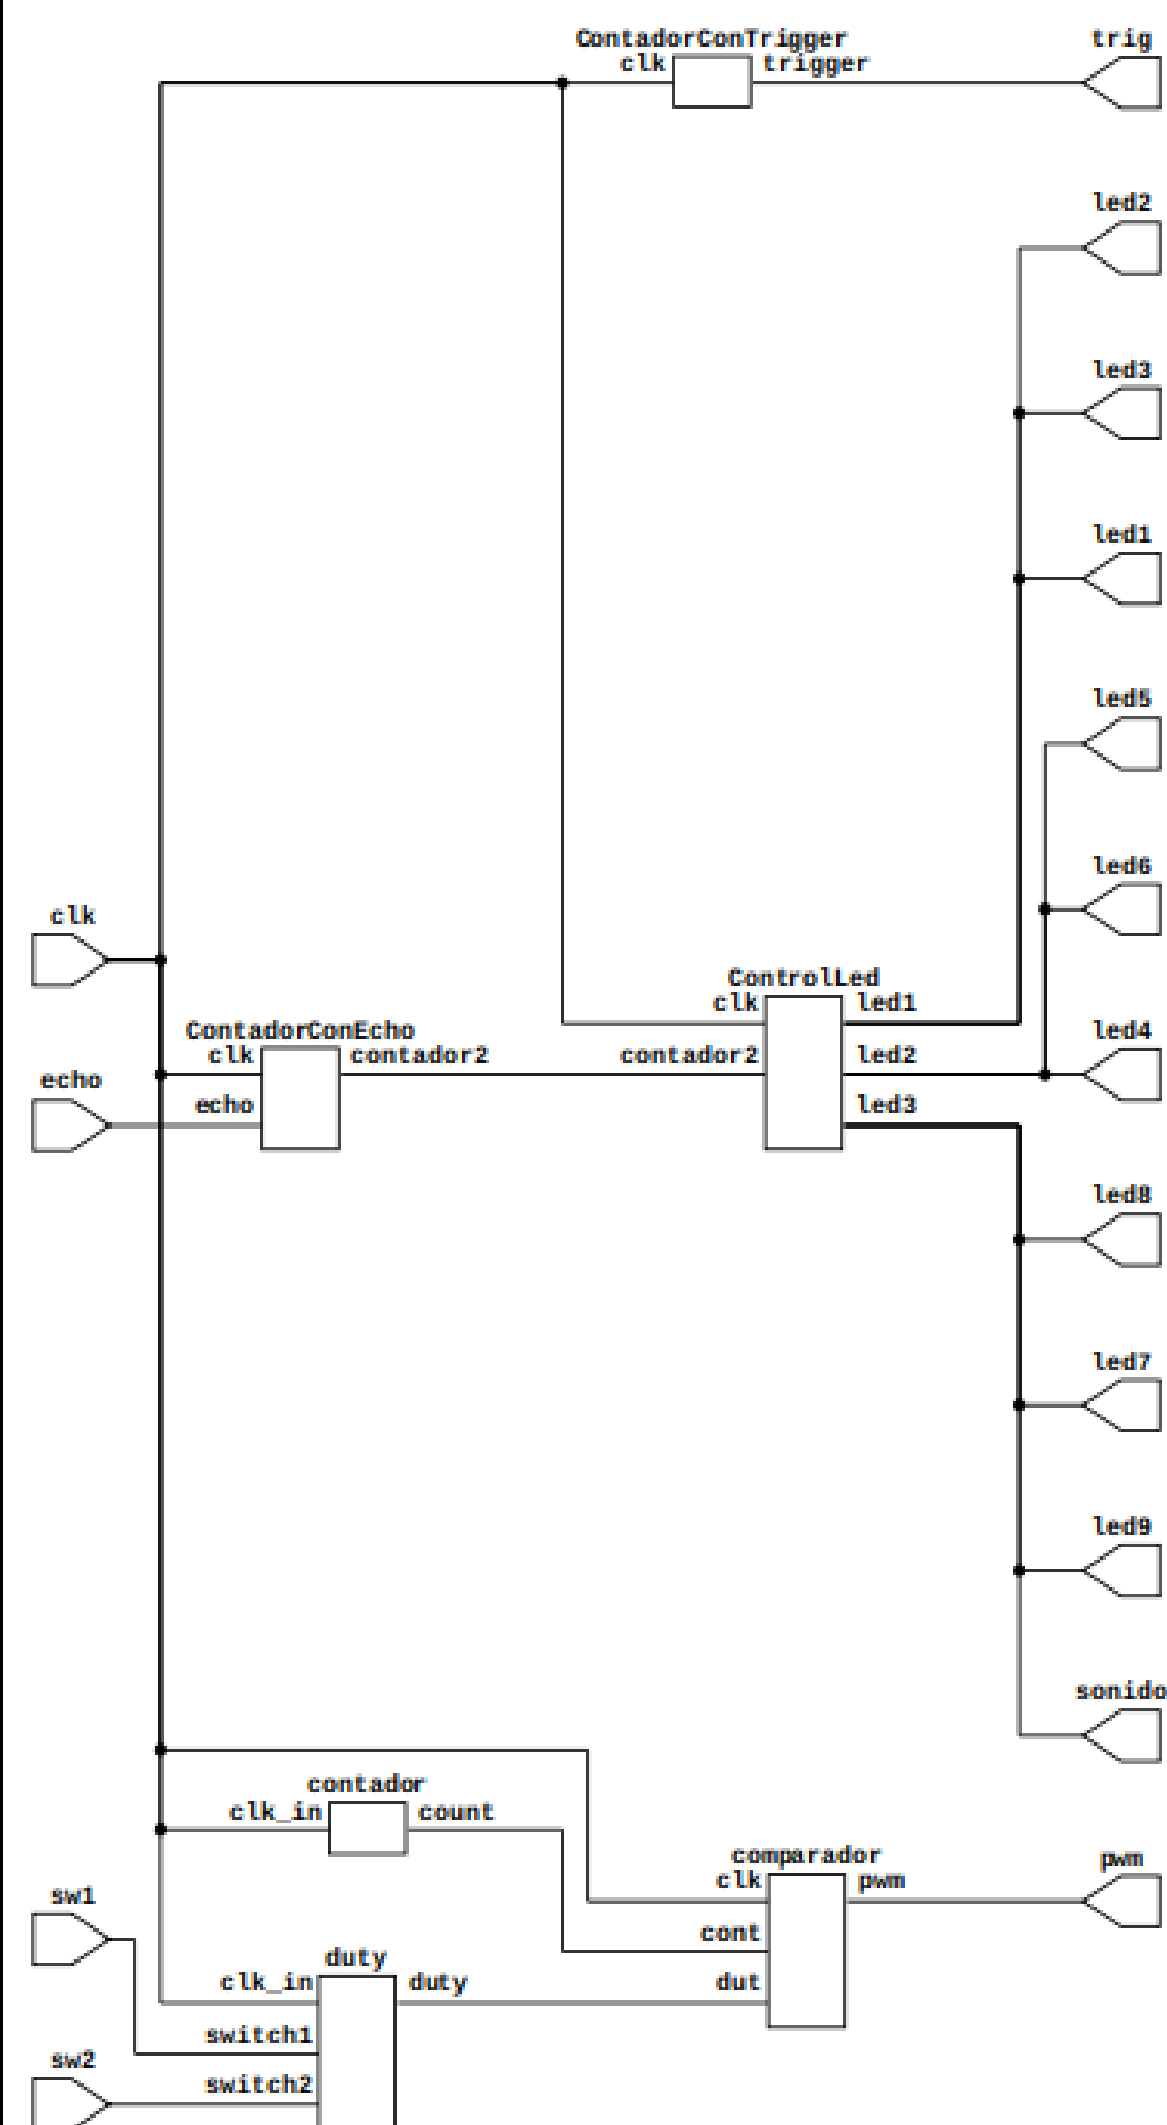 ContadorConTrigger
trig
clk
trigger
led2
led3
led1
led5
led6
clk
ControlLed
clk
led1
ContadorConEcho
led4
clk
contador2
contador2
led2
echo
echo
led3
led8
led7
led9
sonido
contador
clk_in
count
comparador
pwm
clk
pwm
sw1
cont
duty
clk_in
duty
dut
switch1
sw2
switch2